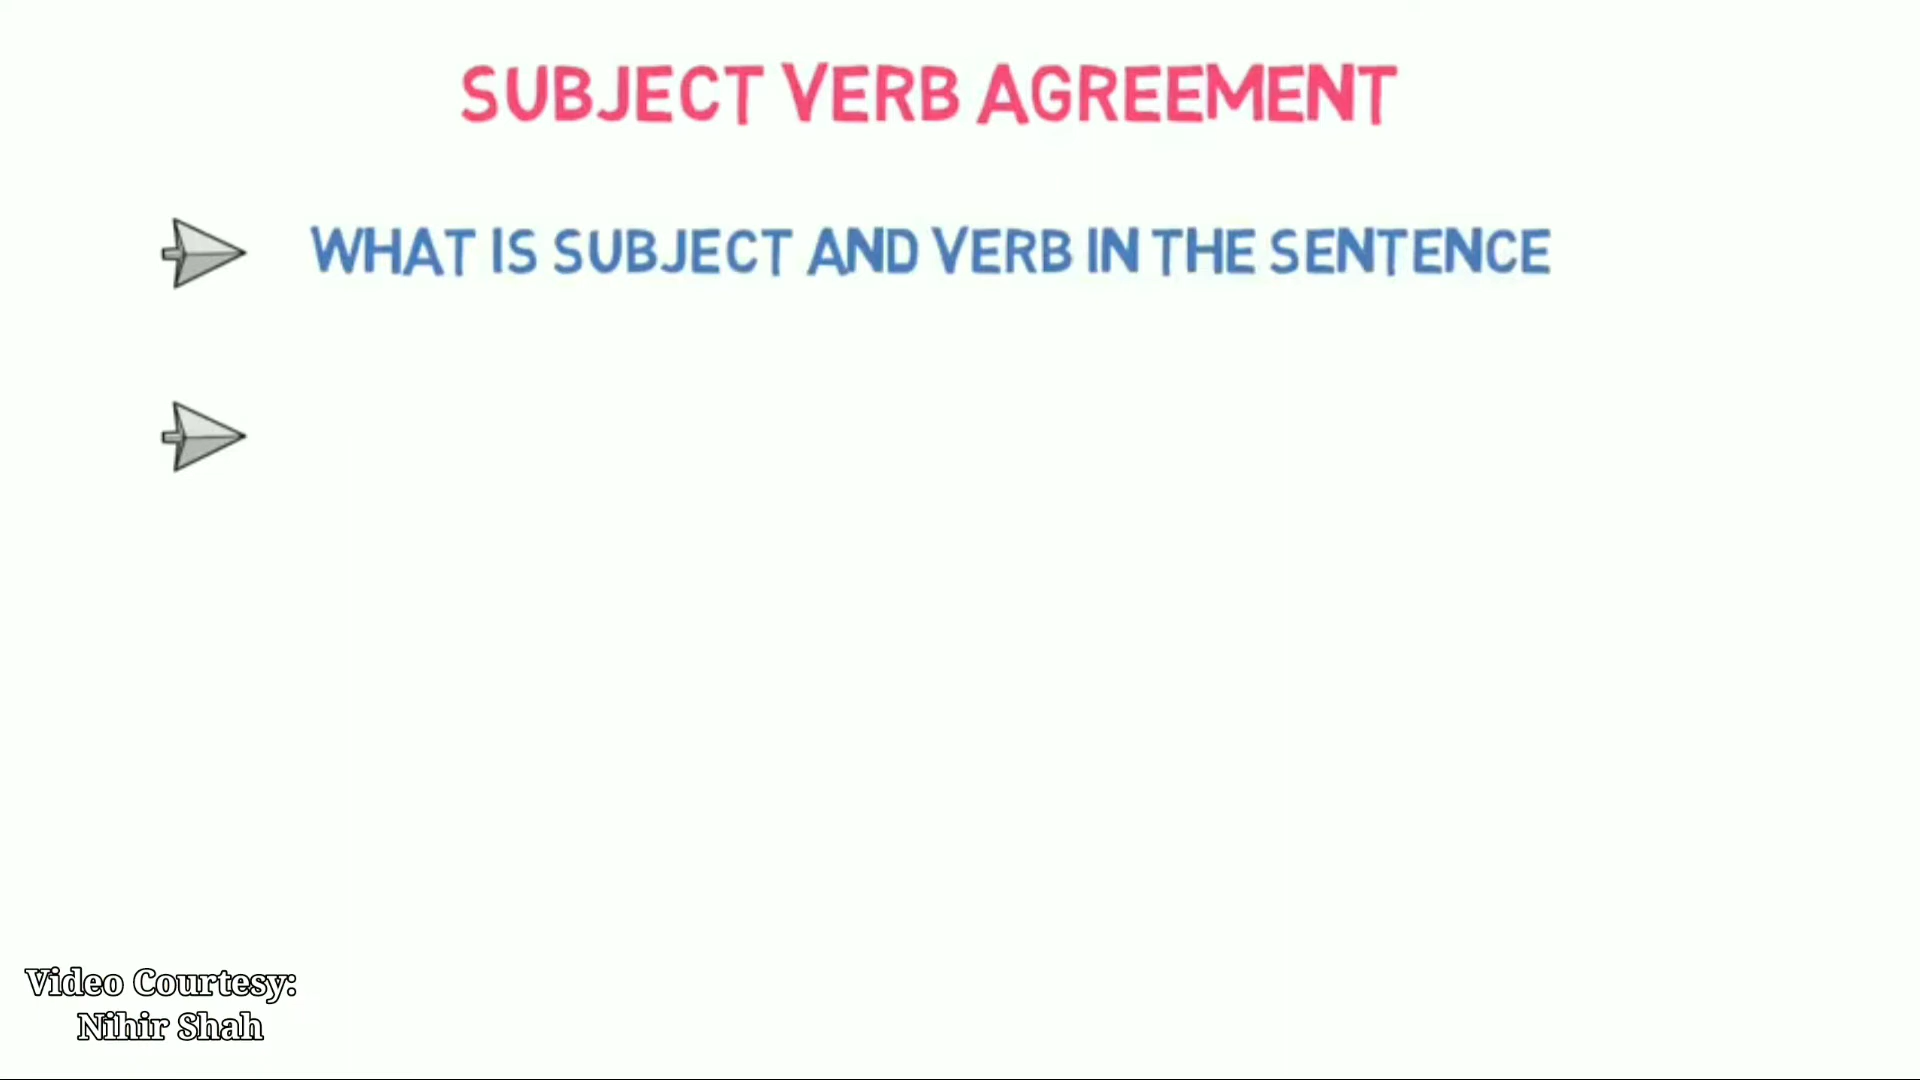 SUBJECT VERB AGREEMENT
WHAT IS SUBJECT AND VERB IN THE SENTENCE
Video Courtesy:
Nihir Shah